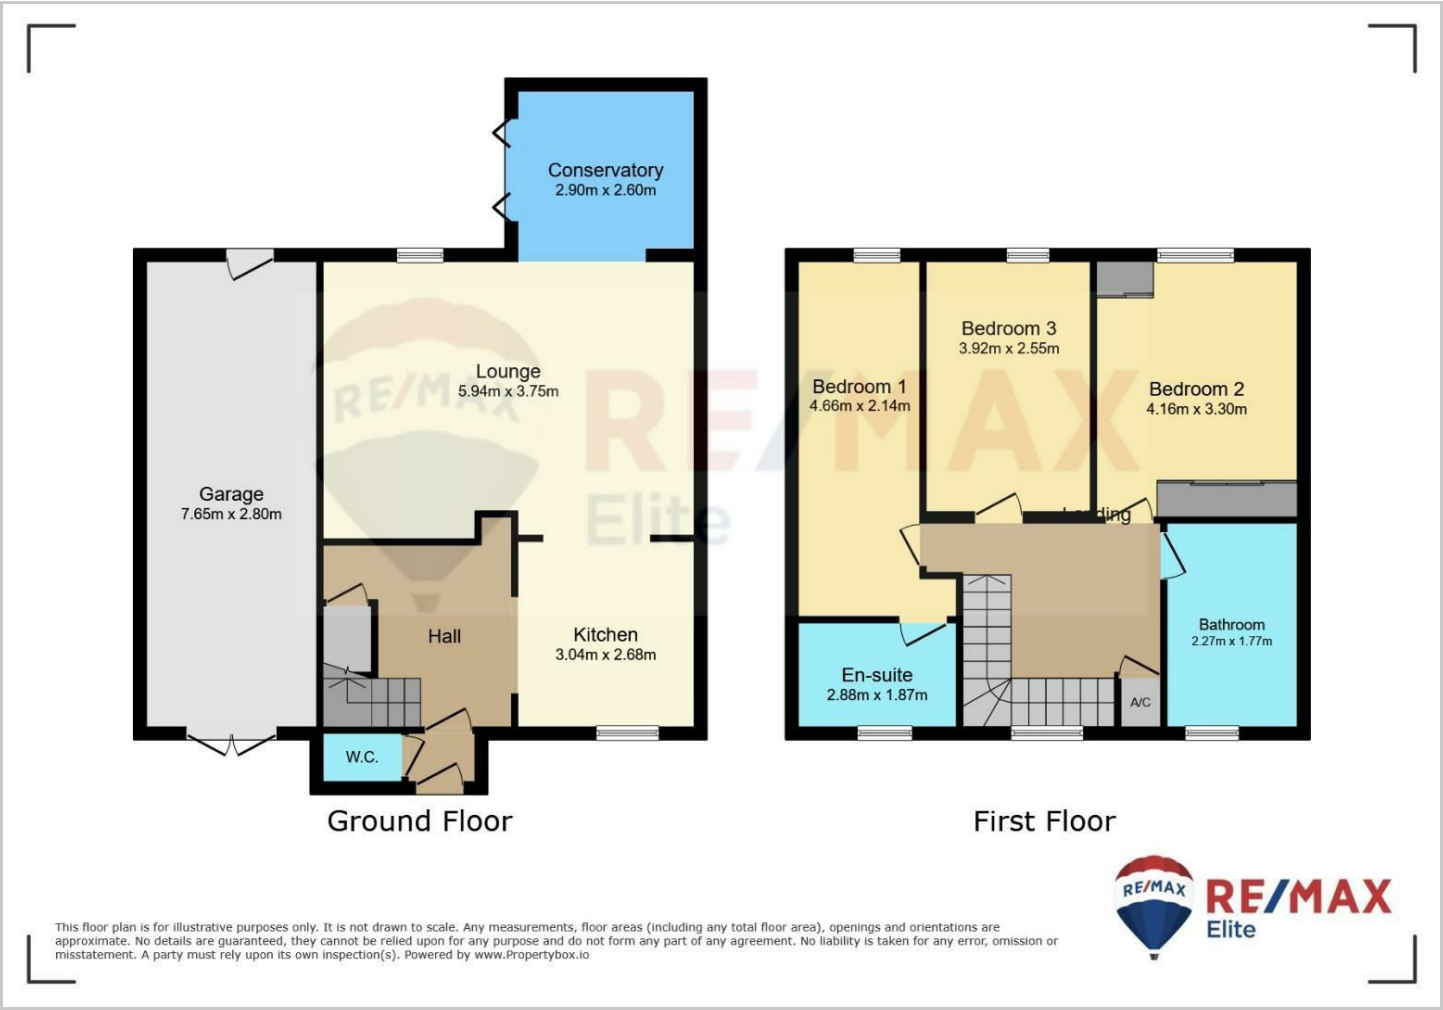 Conservatory
2.90m x 2.60m
Lounge
5.94m x 3.75m
Garage
7.65m x 2.80m
Hall
Kitchen
3.04m x 2.68m
W.C.
Ground Floor
Bedroom 1
4.66m x 2.14m
Bedroom 3
3.92m x 2.55m
Bedroom 2
4.16m x 3.30m
Landing
En-suite
2.88m x 1.87m
A/C
Bathroom
2.27m x 1.77m
First Floor
RE/MAX
RE/MAX
Elite
This floor plan is for illustrative purposes only. It is not drawn to scale. Any measurements, floor areas (including any total floor area), openings and orientations are
approximate. No details are guaranteed, they cannot be relied upon for any purpose and do not form any part of any agreement. No liability is taken for any error, omission or
misstatement. A party must rely upon its own inspection(s). Powered by www.Propertybox.io
RE/MAX
RE/MAX
Elite